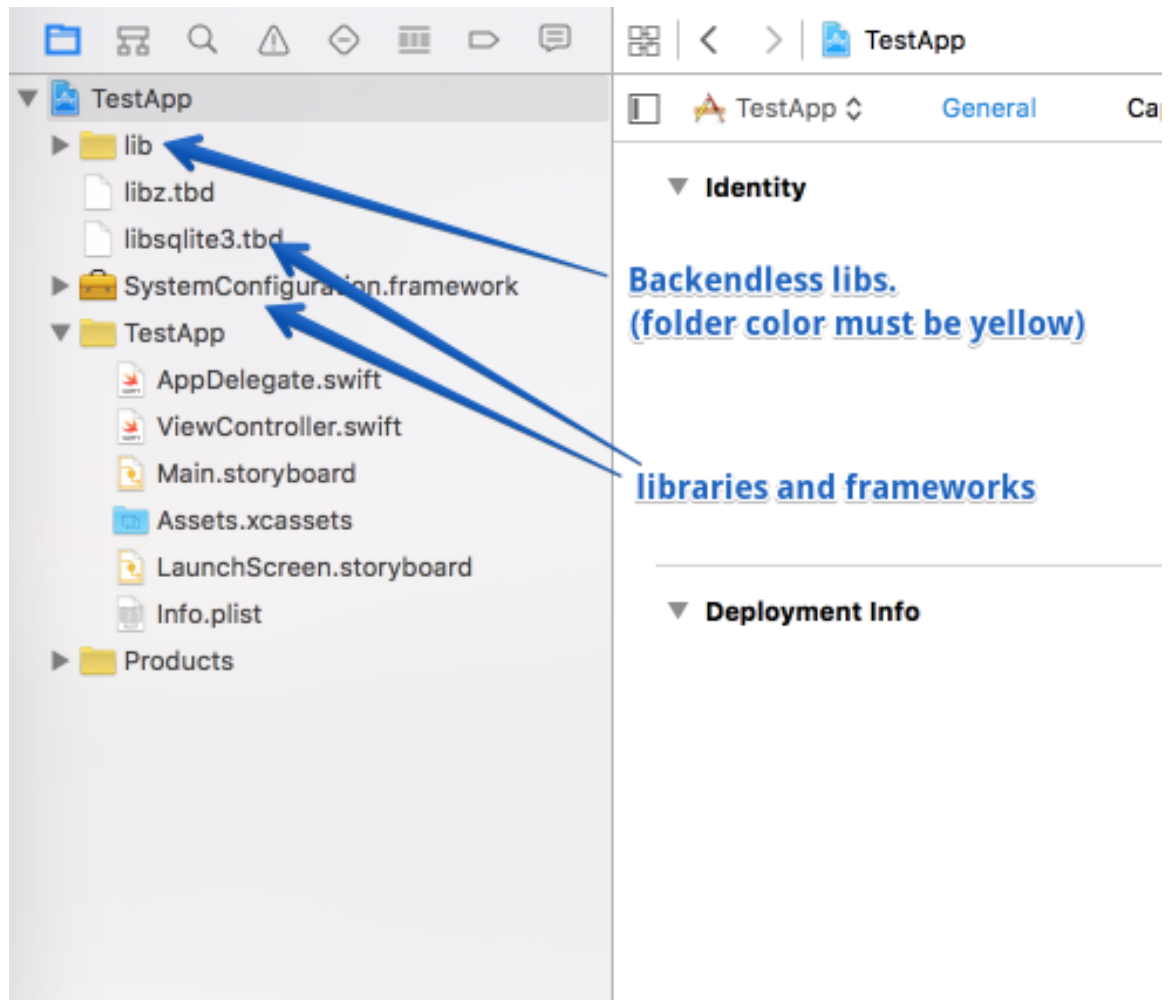 TestApp
TestApp
lib
libz.tbd
libsqlite3.tbd
SystemConfiguration.framework
TestApp
AppDelegate.swift
ViewController.swift
Main.storyboard
Assets.xcassets
LaunchScreen.storyboard
Info.plist
Products
TestApp General Ca
Identity
Backendless libs.
(folder color must be yellow)
libraries and frameworks
Deployment Info